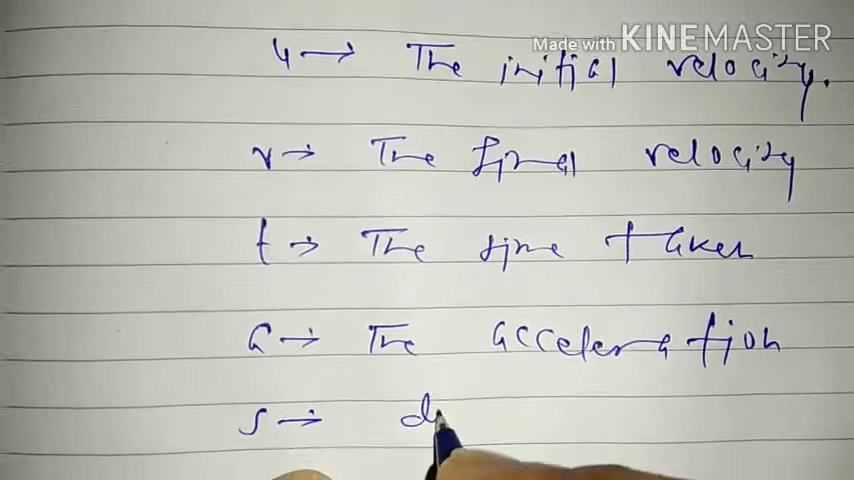 Made with KINEMASTER
u → The initial velocity.
v → The final velocity
t → The time taken
a → The acceleration
s → d